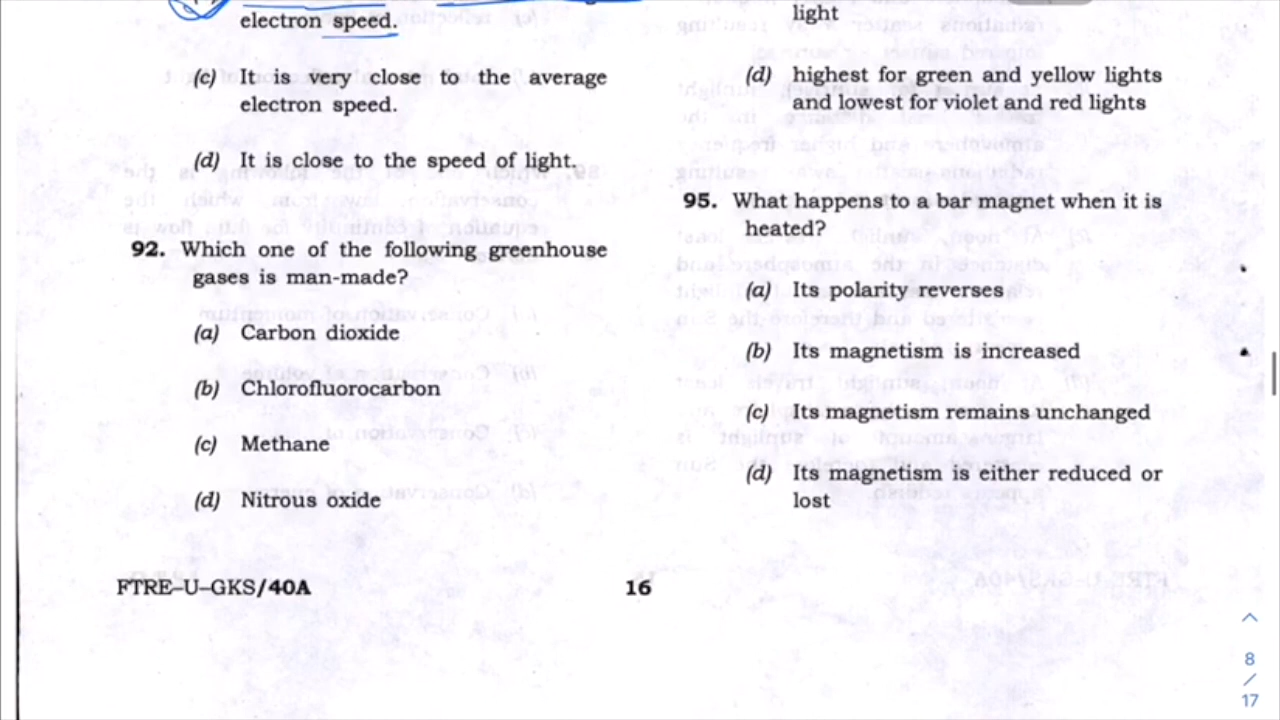 electron speed.
(c) It is very close to the average
electron speed.
(d) It is close to the speed of light.
92. Which one of the following greenhouse
gases is man-made?
(a) Carbon dioxide
(b) Chlorofluorocarbon
(c) Methane
(d) Nitrous oxide
light
(d) highest for green and yellow lights
and lowest for violet and red lights
95. What happens to a bar magnet when it is
heated?
(a) Its polarity reverses
(b) Its magnetism is increased
(c) Its magnetism remains unchanged
(d) Its magnetism is either reduced or
lost
FTRE–U–GKS/40A
16
8
/
17